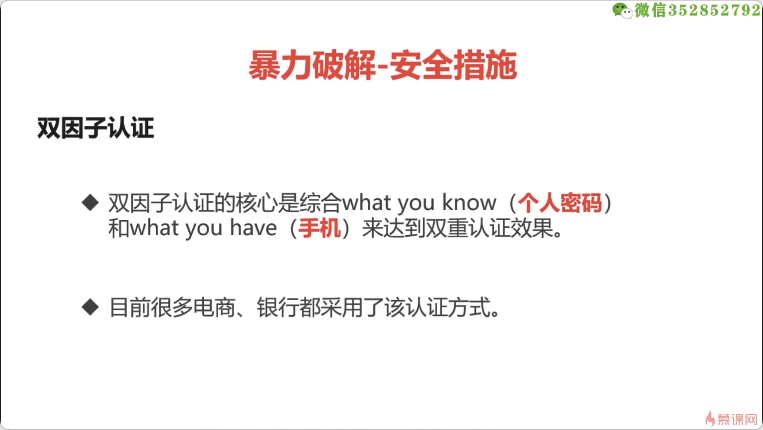 微信352852792
暴力破解-安全措施
双因子认证
◆ 双因子认证的核心是综合what you know（个人密码）
和what you have（手机）来达到双重认证效果。
◆ 目前很多电商、银行都采用了该认证方式。
慕课网